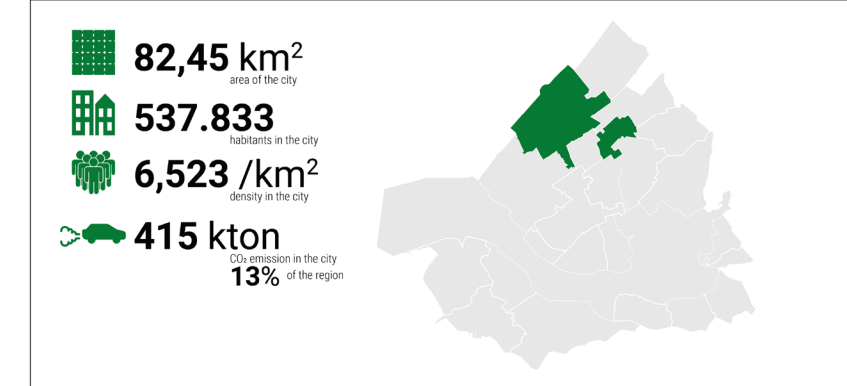 82,45 km²
area of the city
537.833
habitants in the city
6,523 /km²
density in the city
415 kton
CO₂ emission in the city
13% of the region